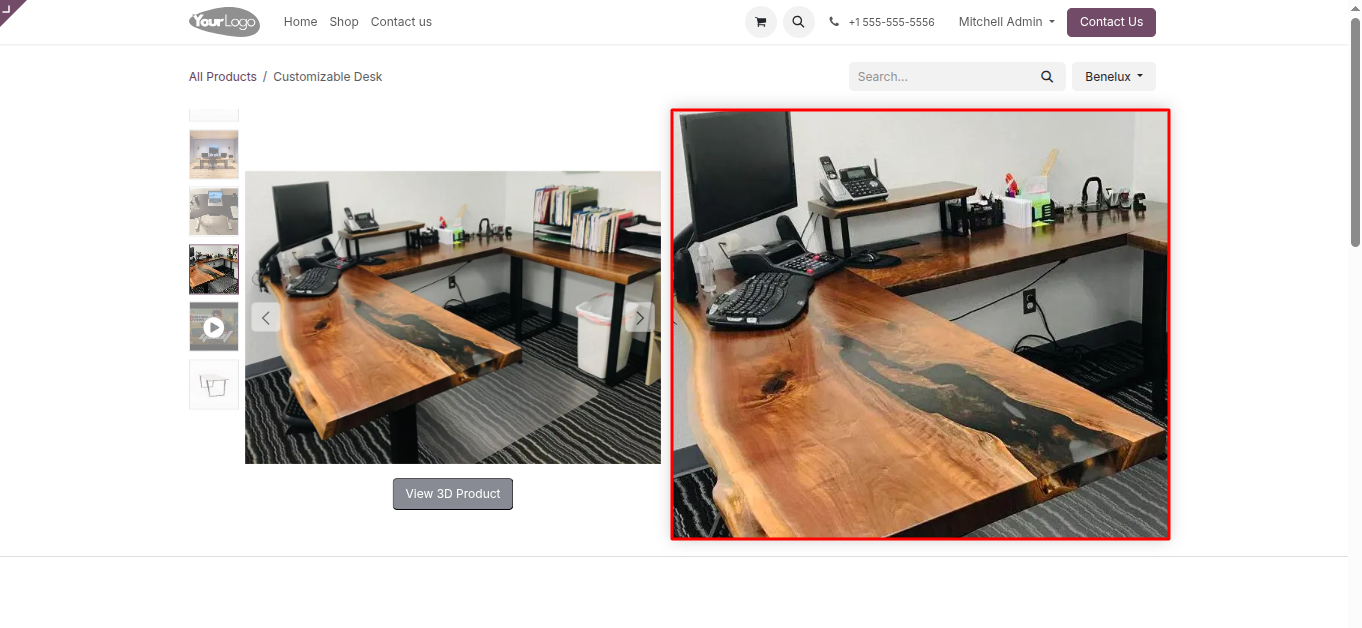 YourLogo
Home Shop Contact us
+1 555-555-5556 Mitchell Admin Contact Us
All Products / Customizable Desk
Search...
Benelux
View 3D Product